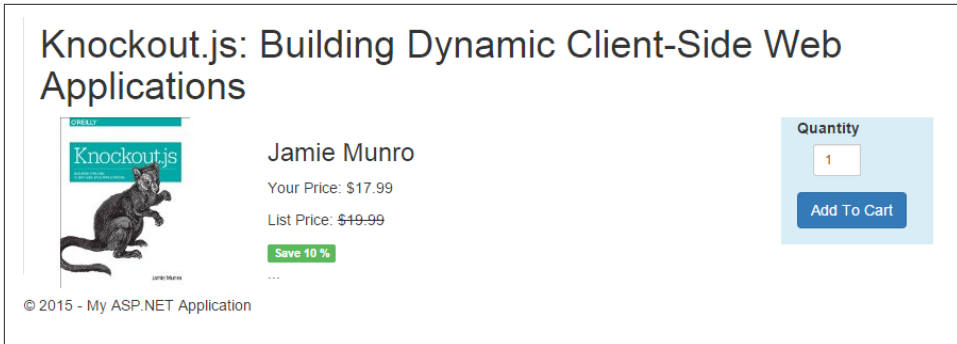 Knockout.js: Building Dynamic Client-Side Web
Applications
O'REILLY
Knockout.js
Jamie Munro
Jamie Munro
Your Price: $17.99
List Price: $19.99
Save 10 %
...
Quantity
1
Add To Cart
© 2015 - My ASP.NET Application